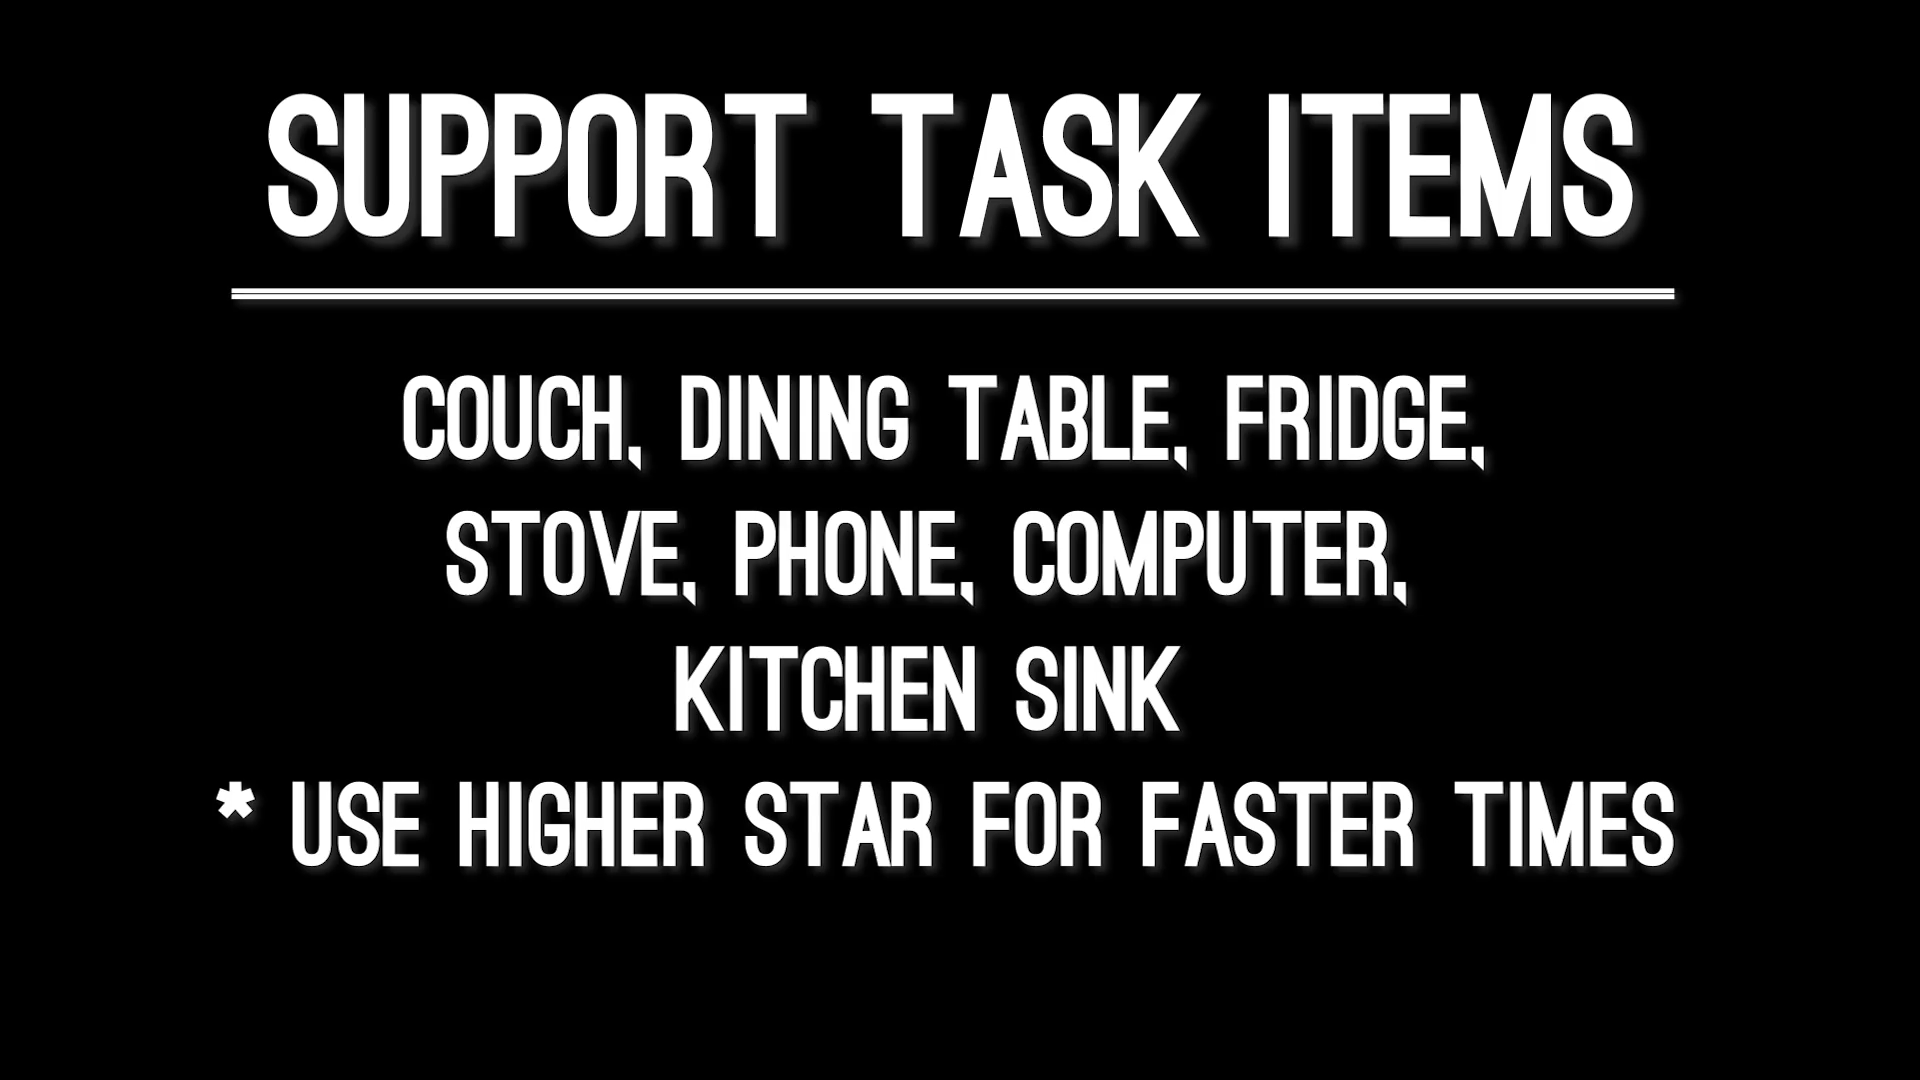 SUPPORT TASK ITEMS
COUCH, DINING TABLE, FRIDGE,
STOVE, PHONE, COMPUTER,
KITCHEN SINK
* USE HIGHER STAR FOR FASTER TIMES